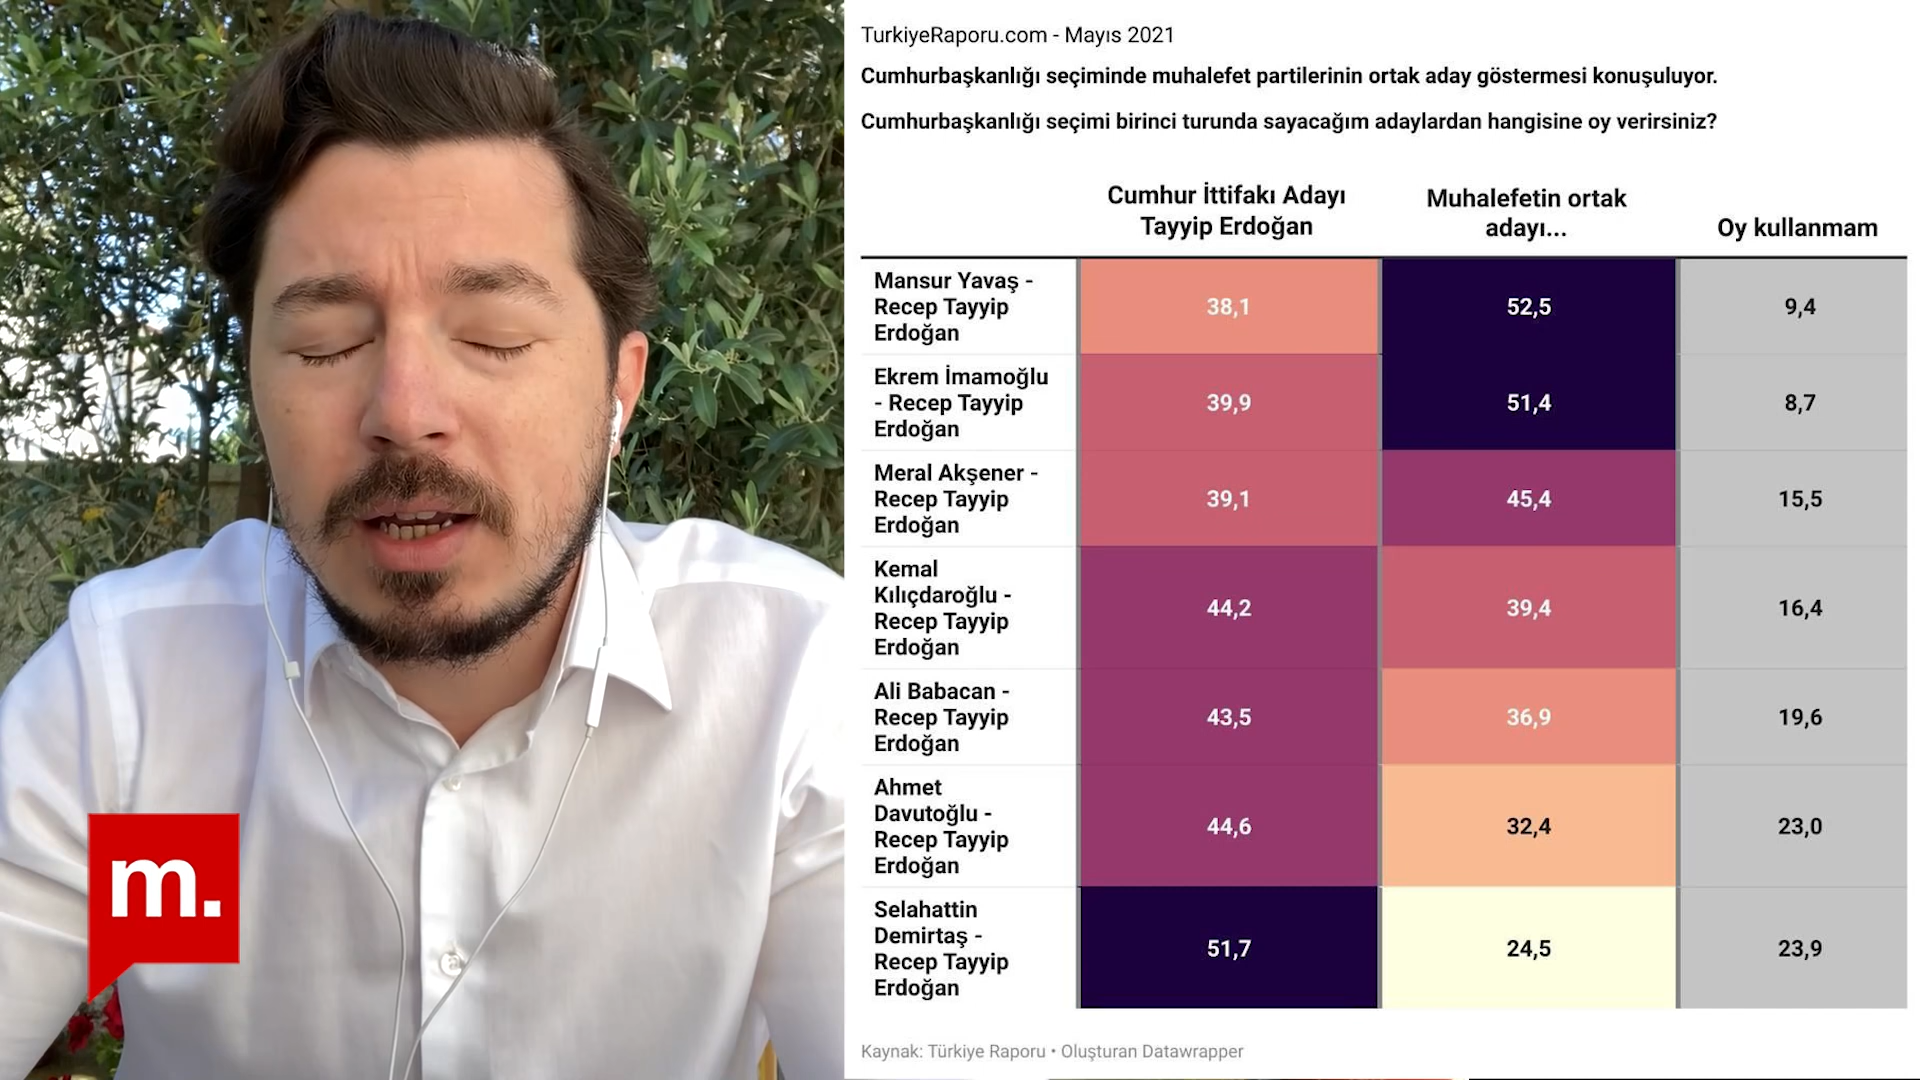 TurkiyeRaporu.com - Mayıs 2021
Cumhurbaşkanlığı seçiminde muhalefet partilerinin ortak aday göstermesi konuşuluyor.
Cumhurbaşkanlığı seçimi birinci turunda sayacağım adaylardan hangisine oy verirsiniz?
Cumhur İttifakı Adayı
Tayyip Erdoğan
Muhalefetin ortak
adayı...
Oy kullanmam
Mansur Yavaş -
Recep Tayyip
Erdoğan
38,1
52,5
9,4
Ekrem İmamoğlu
- Recep Tayyip
Erdoğan
39,9
51,4
8,7
Meral Akşener -
Recep Tayyip
Erdoğan
39,1
45,4
15,5
Kemal
Kılıçdaroğlu -
Recep Tayyip
Erdoğan
44,2
39,4
16,4
Ali Babacan -
Recep Tayyip
Erdoğan
43,5
36,9
19,6
Ahmet
Davutoğlu -
Recep Tayyip
Erdoğan
44,6
32,4
23,0
Selahattin
Demirtaş -
Recep Tayyip
Erdoğan
51,7
24,5
23,9
Kaynak: Türkiye Raporu • Oluşturan Datawrapper
m.